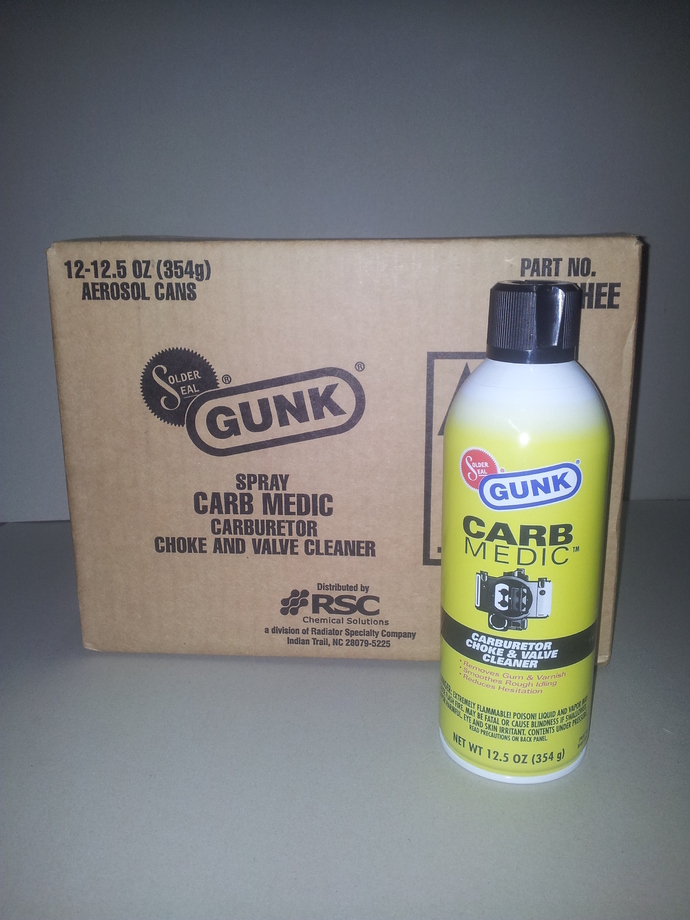 12-12.5 OZ (354g)
AEROSOL CANS
PART NO.
HEE
SOLDER
SEAL
®
GUNK
®
SPRAY
CARB MEDIC
CARBURETOR
CHOKE AND VALVE CLEANER
Distributed by
RSC
Chemical Solutions
a division of Radiator Specialty Company
Indian Trail, NC 28079-5225
SOLDER
SEAL
®
GUNK
®
CARB
MEDIC™
CARBURETOR
CHOKE & VALVE
CLEANER
• Removes Gum & Varnish
• Smoothes Rough Idling
• Reduces Hesitation
EXTREMELY FLAMMABLE! POISON! LIQUID AND VAPOR
FIRE. MAY BE FATAL OR CAUSE BLINDNESS IF SWALLOWED.
EYE AND SKIN IRRITANT. CONTENTS UNDER PRESSURE.
READ PRECAUTIONS ON BACK PANEL.
NET WT 12.5 OZ (354 g)